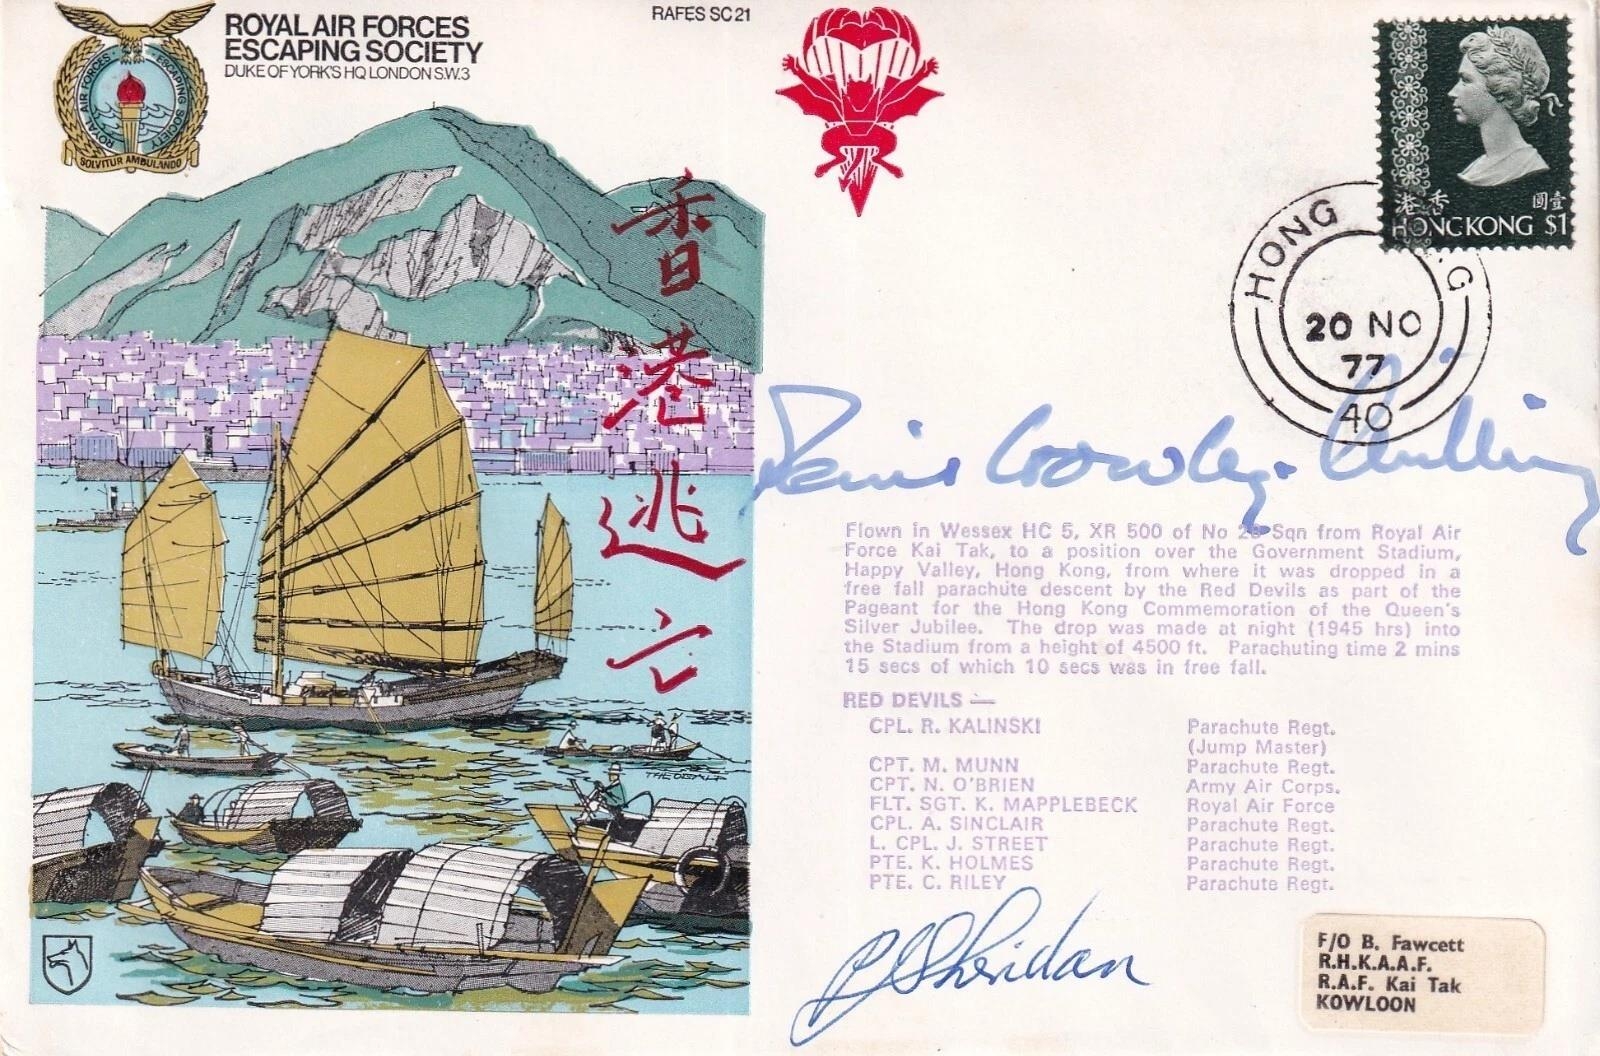 ROYAL AIR FORCES
ESCAPING SOCIETY
DUKE OF YORK'S HQ LONDON S.W.3
ROYAL AIR FORCES · ESCAPING SOCIETY
SOLVITUR AMBULANDO
RAFES SC 21
香港逃亡
香港 壹圓
HONG KONG $1
HONG
20 NO
77
40
Denis Crowley-Milling
Flown in Wessex HC 5, XR 500 of No 28 Sqn from Royal Air
Force Kai Tak, to a position over the Government Stadium,
Happy Valley, Hong Kong, from where it was dropped in a
free fall parachute descent by the Red Devils as part of the
Pageant for the Hong Kong Commemoration of the Queen's
Silver Jubilee. The drop was made at night (1945 hrs) into
the Stadium from a height of 4500 ft. Parachuting time 2 mins
15 secs of which 10 secs was in free fall.
RED DEVILS —
CPL. R. KALINSKI Parachute Regt.
(Jump Master)
CPT. M. MUNN Parachute Regt.
CPT. N. O'BRIEN Army Air Corps.
FLT. SGT. K. MAPPLEBECK Royal Air Force
CPL. A. SINCLAIR Parachute Regt.
L. CPL. J. STREET Parachute Regt.
PTE. K. HOLMES Parachute Regt.
PTE. C. RILEY Parachute Regt.
Sheridan
F/O B. Fawcett
R.H.K.A.A.F.
R.A.F. Kai Tak
KOWLOON